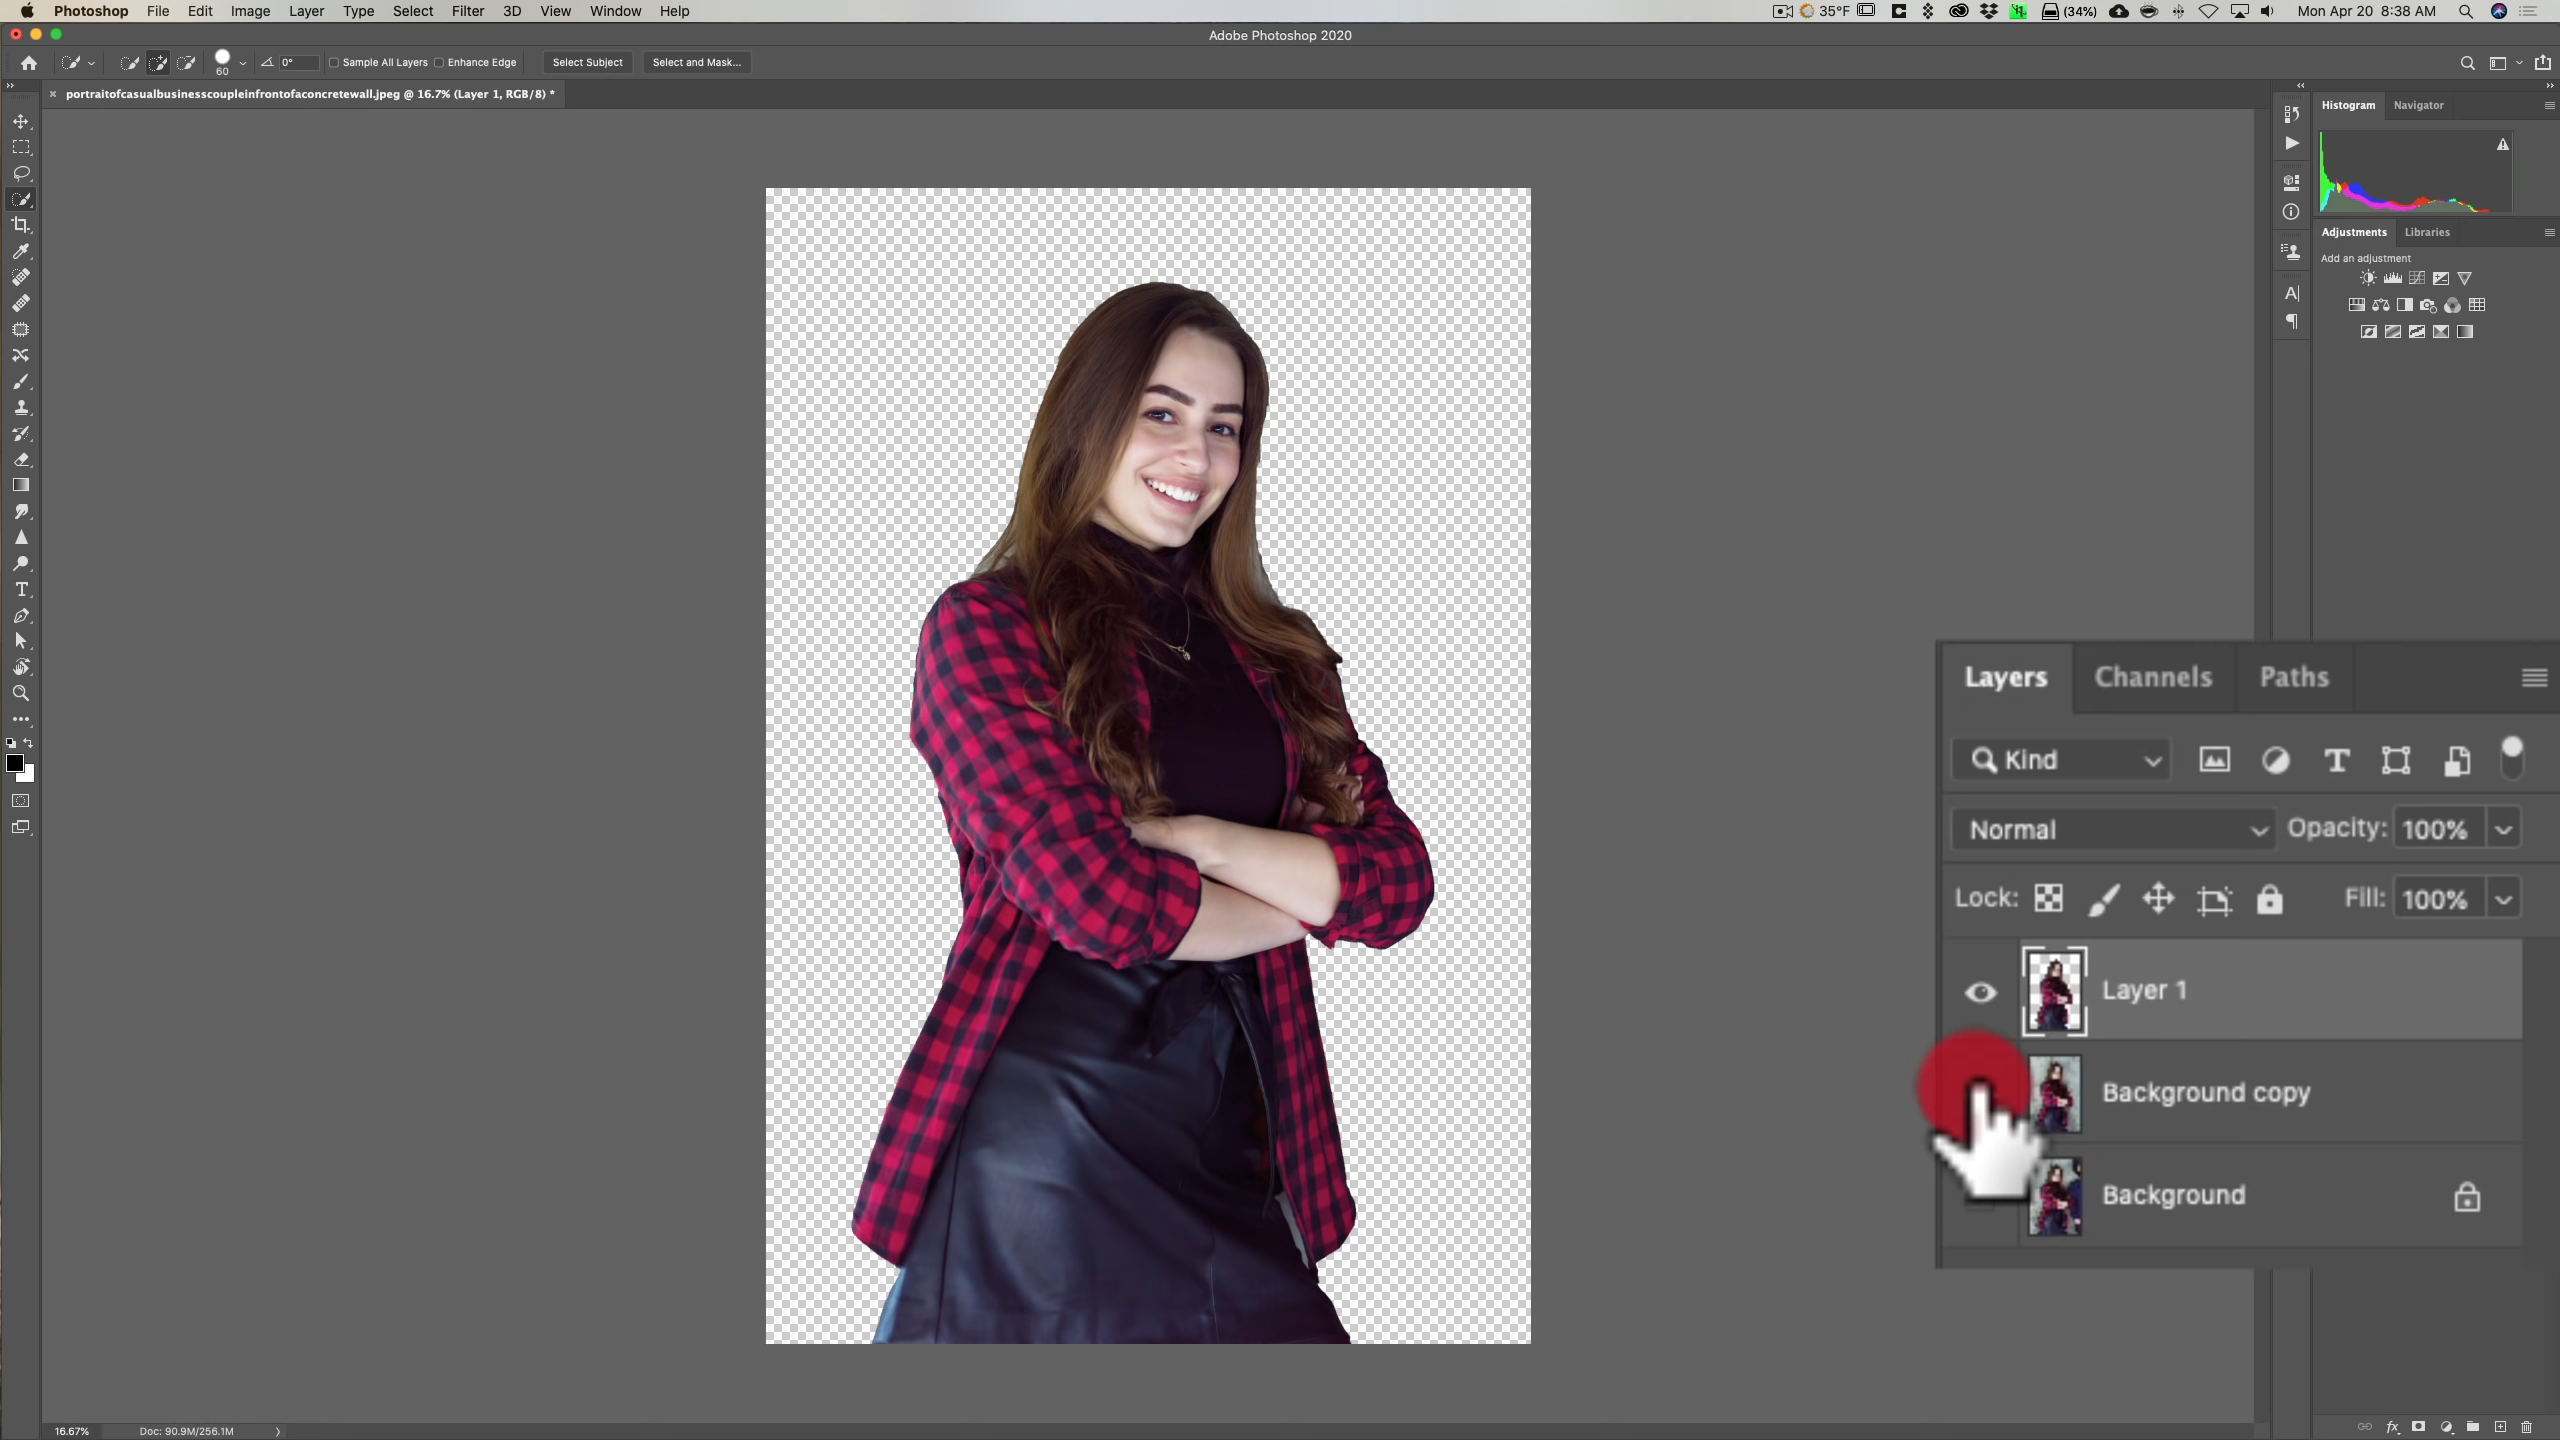 Photoshop File Edit Image Layer Type Select Filter 3D View Window Help 35°F (34%) Mon Apr 20 8:38 AM
Adobe Photoshop 2020
60 0° Sample All Layers Enhance Edge Select Subject Select and Mask...
portraitofcasualbusinesscoupleinfrontofaconcretewall.jpeg @ 16.7% (Layer 1, RGB/8) *
Histogram Navigator
Adjustments Libraries
Add an adjustment
Layers Channels Paths
Kind
Normal Opacity: 100%
Lock: Fill: 100%
Layer 1
Background copy
Background
16.67% Doc: 90.9M/256.1M